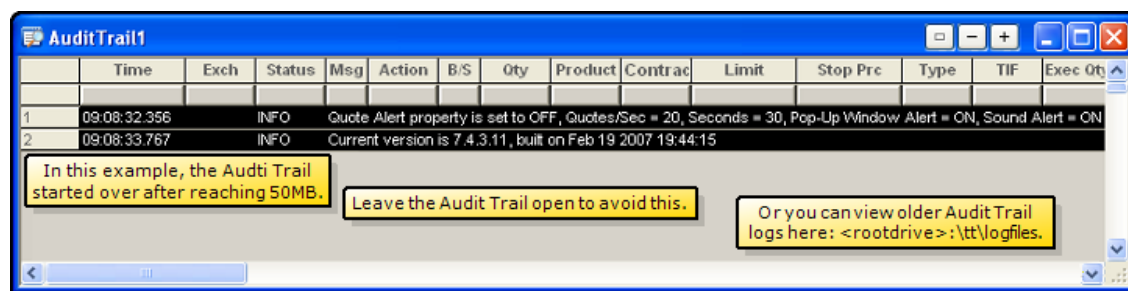 AuditTrail1
Time Exch Status Msg Action B/S Qty Product Contrac Limit Stop Prc Type TIF Exec Qty
1 09:08:32.356 INFO Quote Alert property is set to OFF, Quotes/Sec = 20, Seconds = 30, Pop-Up Window Alert = ON, Sound Alert = ON
2 09:08:33.767 INFO Current version is 7.4.3.11, built on Feb 19 2007 19:44:15
In this example, the Audti Trail
started over after reaching 50MB.
Leave the Audit Trail open to avoid this.
Or you can view older Audit Trail
logs here: <rootdrive>:\tt\logfiles.